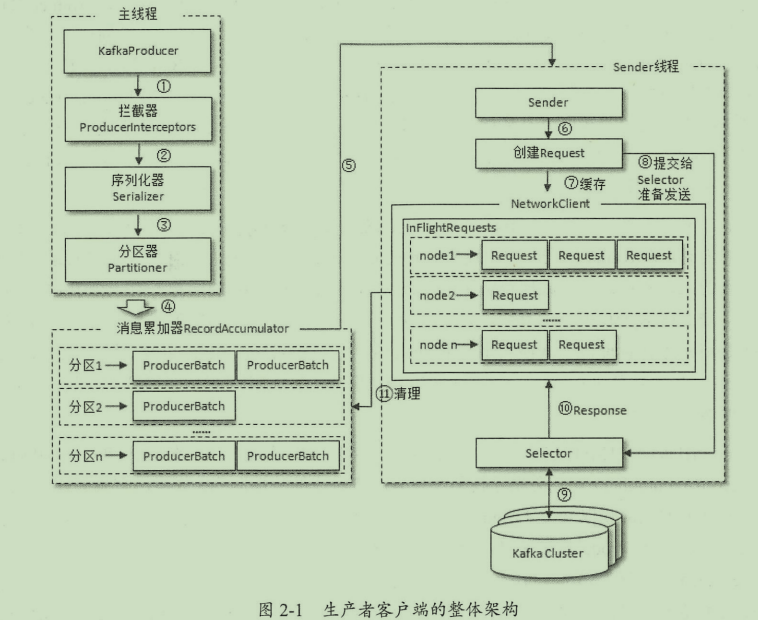 主线程
KafkaProducer
①
拦截器
ProducerInterceptors
②
序列化器
Serializer
③
分区器
Partitioner
④
消息累加器RecordAccumulator
分区1 ProducerBatch ProducerBatch
分区2 ProducerBatch
......
分区n ProducerBatch ProducerBatch
⑤
Sender线程
Sender
⑥
创建Request
⑦缓存
⑧提交给
Selector
准备发送
NetworkClient
InFlightRequests
node1 Request Request Request
node2 Request
......
node n Request Request
⑪清理
⑩Response
Selector
⑨
Kafka Cluster
图 2-1 生产者客户端的整体架构